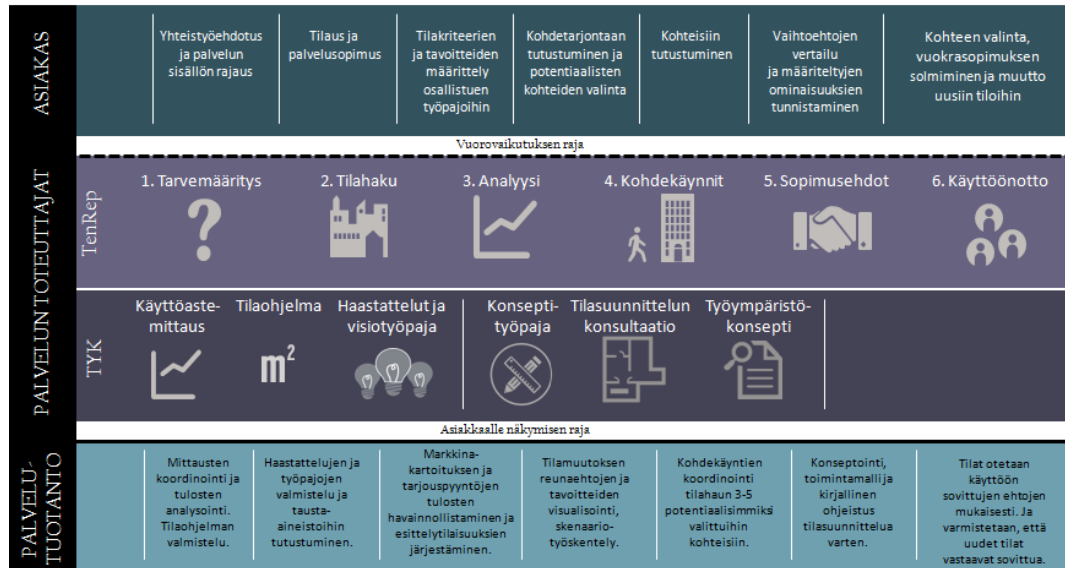 ASIAKAS
Yhteistyöehdotus
ja palvelun
sisällön rajaus
Tilaus ja
palvelusopimus
Tilakriteerien
ja tavoitteiden
määrittely
osallistuen
työpajoihin
Kohdetarjontaan
tutustuminen ja
potentiaalisten
kohteiden valinta
Kohteisiin
tutustuminen
Vaihtoehtojen
vertailu
ja määriteltyjen
ominaisuuksien
tunnistaminen
Kohteen valinta,
vuokrasopimuksen
solmiminen ja muutto
uusiin tiloihin
Vuorovaikutuksen raja
PALVELUNTOTEUTTAJAT
TenRep
1. Tarvemääritys
2. Tilahaku
3. Analyysi
4. Kohdekäynnit
5. Sopimusehdot
6. Käyttöönotto
TYK
Käyttöaste-
mittaus
Tilaohjelma
Haastattelut ja
visiotyöpaja
Konsepti-
työpaja
Tilasuunnittelun
konsultaatio
Työympäristö-
konsepti
m²
Asiakkaalle näkymisen raja
PALVELU-
TUOTANTO
Mittausten
koordinointi ja
tulosten
analysointi.
Tilaohjelman
valmistelu.
Haastattelujen ja
työpajojen
valmistelu ja
tausta-
aineistoihin
tutustuminen.
Markkina-
kartoituksen ja
tarjouspyyntöjen
tulosten
havainnollistaminen ja
esittelytilaisuuksien
järjestäminen.
Tilamuutoksen
reunaehtojen ja
tavoitteiden
visualisointi,
skenaario-
työskentely.
Kohdekäyntien
koordinointi
tilahaun 3-5
potentiaalisimmiksi
valittuihin
kohteisiin.
Konseptointi,
toimintamalli ja
kirjallinen
ohjeistus
tilasuunnittelua
varten.
Tilat otetaan
käyttöön
sovittujen ehtojen
mukaisesti. Ja
varmistetaan, että
uudet tilat
vastaavat sovittua.